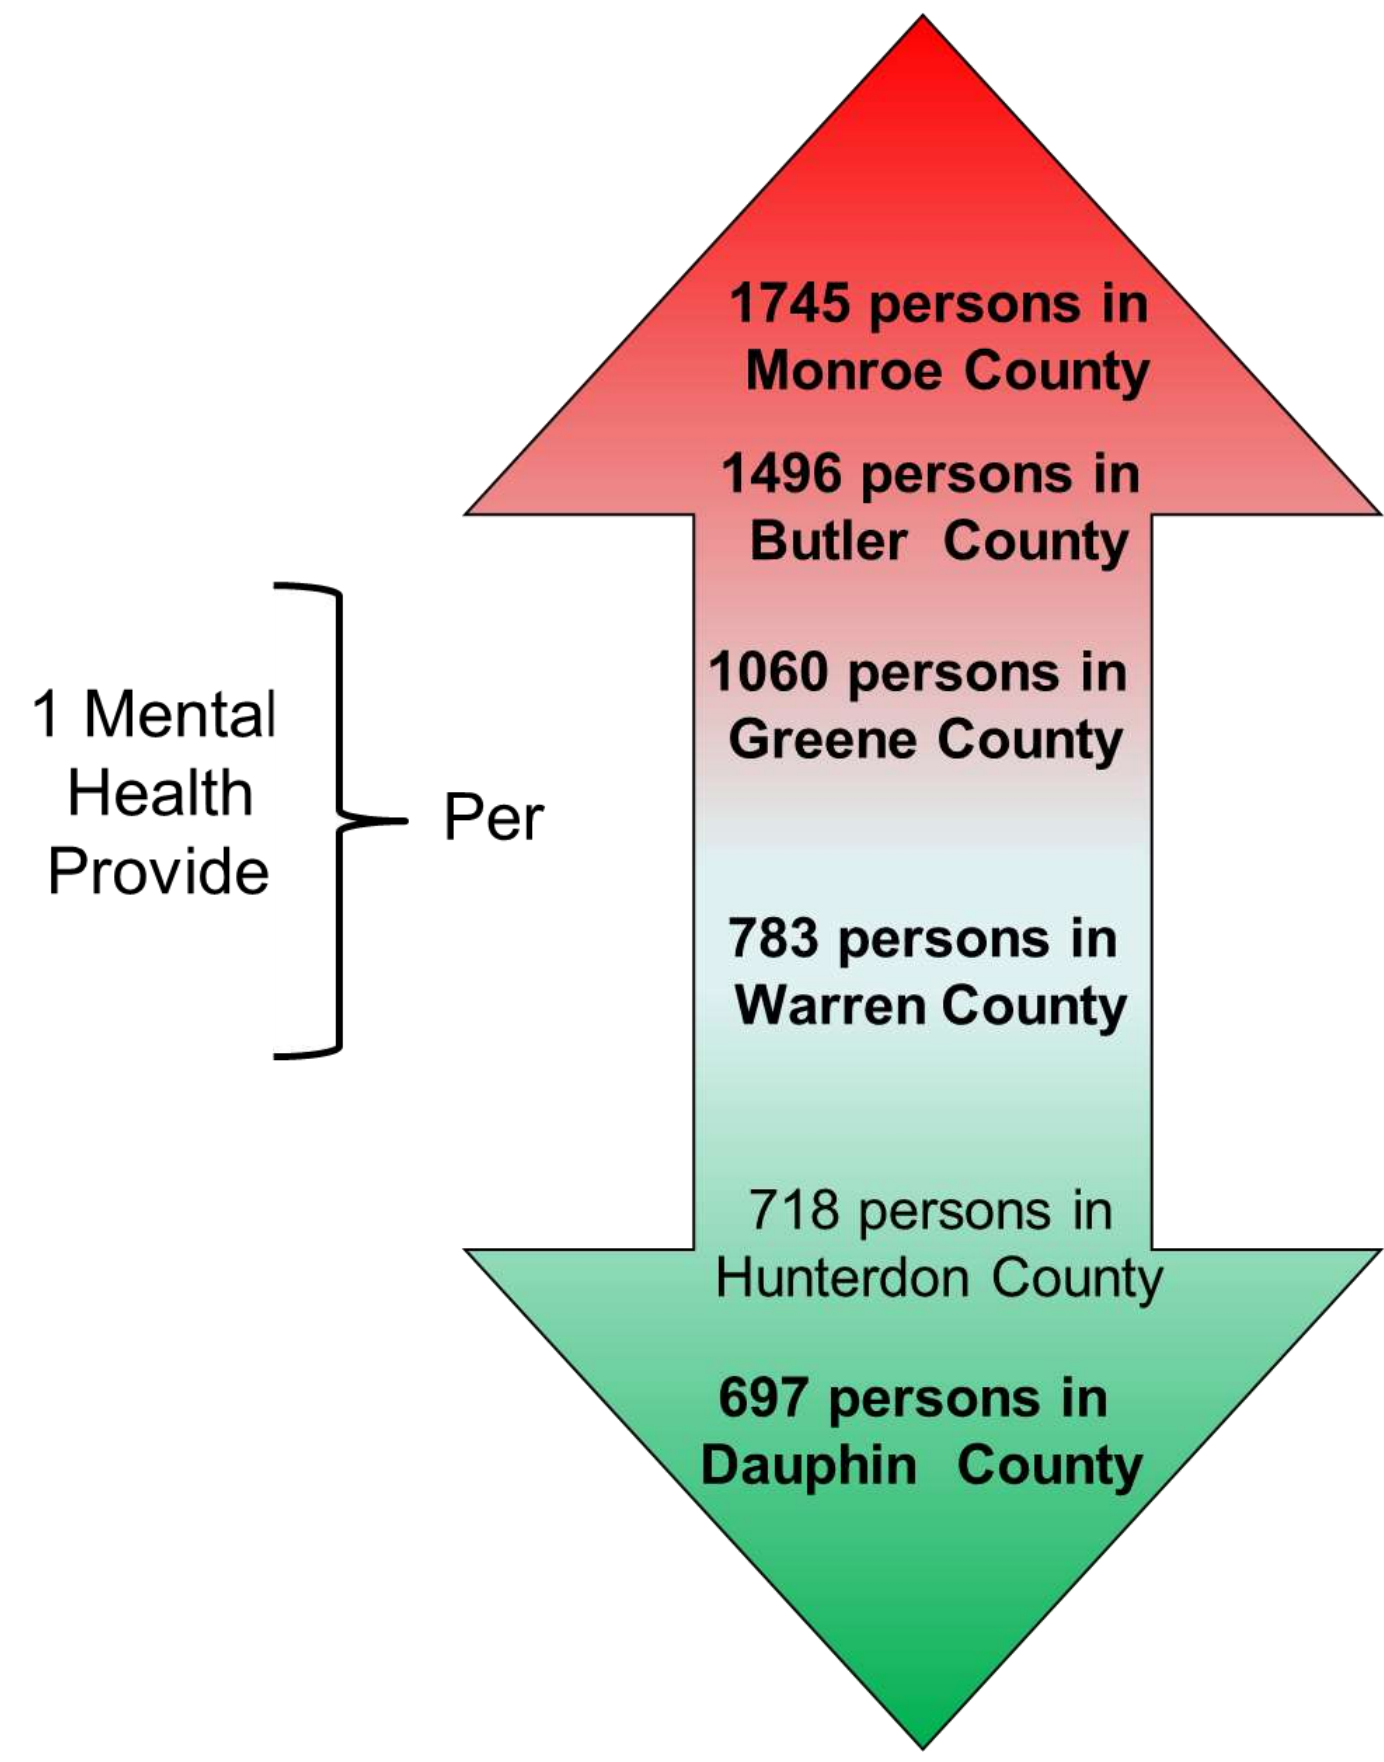 1745 persons in
Monroe County
1496 persons in
Butler County
1060 persons in
Greene County
1 Mental
Health
Provide
Per
783 persons in
Warren County
718 persons in
Hunterdon County
697 persons in
Dauphin County